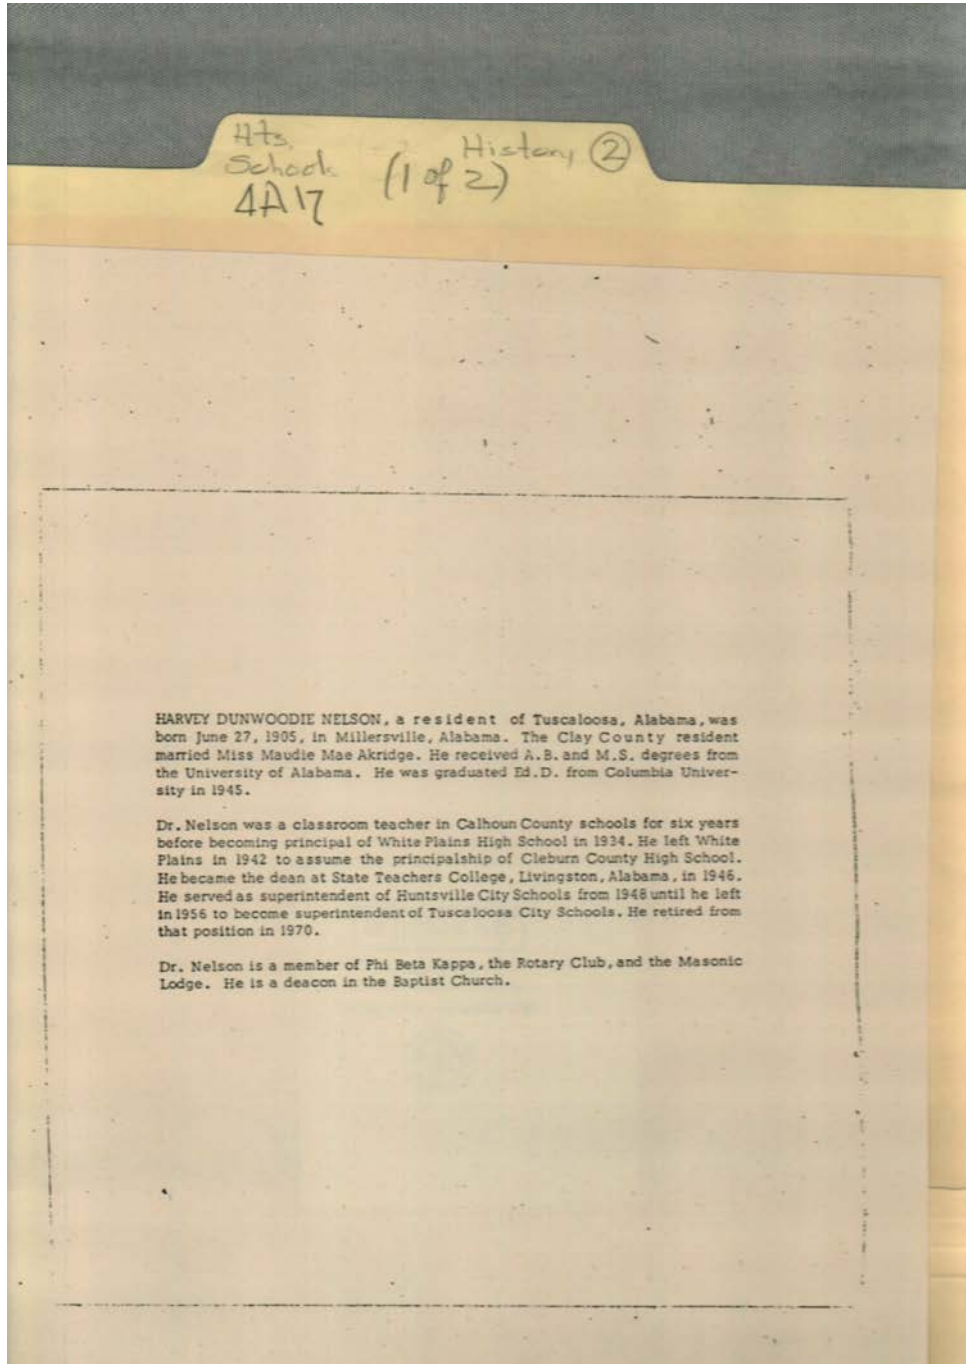 Hts. History ②
Schools (1 of 2)
4A17
HARVEY DUNWOODIE NELSON, a resident of Tuscaloosa, Alabama, was
born June 27, 1905, in Millersville, Alabama. The Clay County resident
married Miss Maudie Mae Akridge. He received A.B. and M.S. degrees from
the University of Alabama. He was graduated Ed.D. from Columbia Univer-
sity in 1945.
Dr. Nelson was a classroom teacher in Calhoun County schools for six years
before becoming principal of White Plains High School in 1934. He left White
Plains in 1942 to assume the principalship of Cleburn County High School.
He became the dean at State Teachers College, Livingston, Alabama, in 1946.
He served as superintendent of Huntsville City Schools from 1948 until he left
in 1956 to become superintendent of Tuscaloosa City Schools. He retired from
that position in 1970.
Dr. Nelson is a member of Phi Beta Kappa, the Rotary Club, and the Masonic
Lodge. He is a deacon in the Baptist Church.